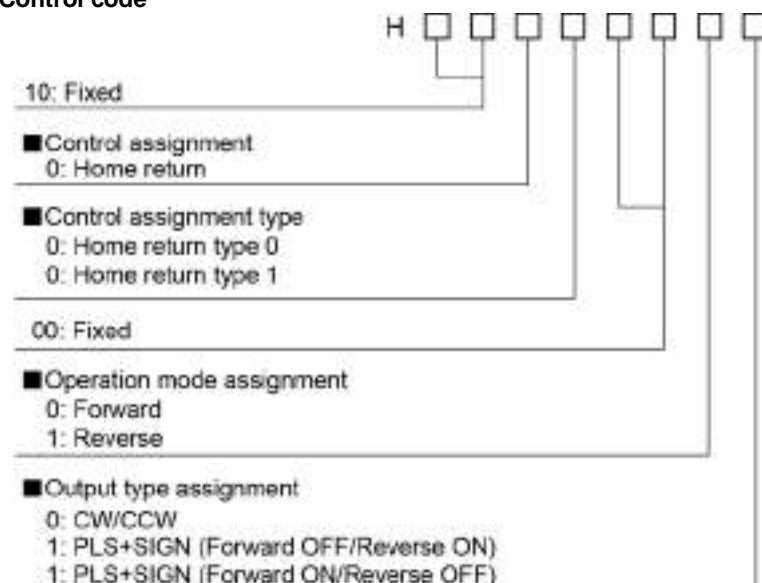 Control code
H □ □ □ □ □ □ □ □
10: Fixed
■Control assignment
0: Home return
■Control assignment type
0: Home return type 0
0: Home return type 1
00: Fixed
■Operation mode assignment
0: Forward
1: Reverse
■Output type assignment
0: CW/CCW
1: PLS+SIGN (Forward OFF/Reverse ON)
1: PLS+SIGN (Forward ON/Reverse OFF)